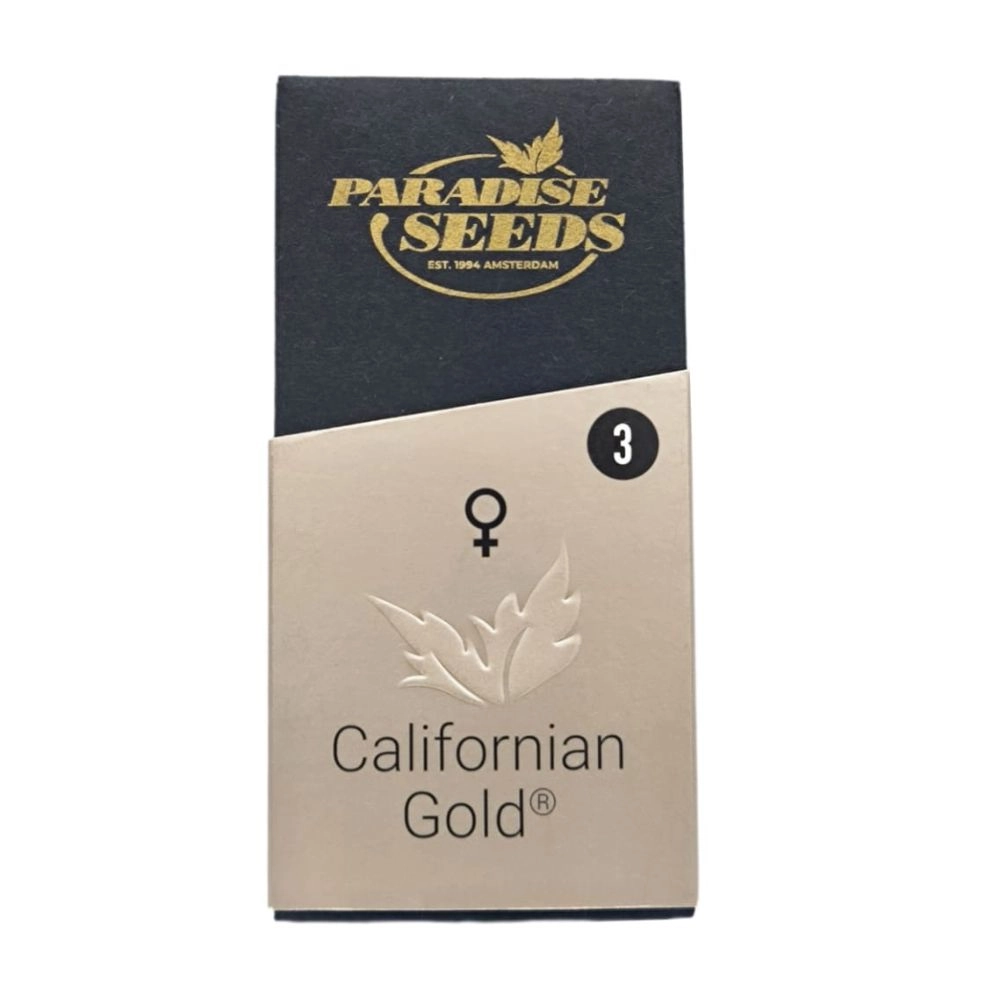 PARADISE
SEEDS
EST. 1994 AMSTERDAM
3
Californian
Gold®